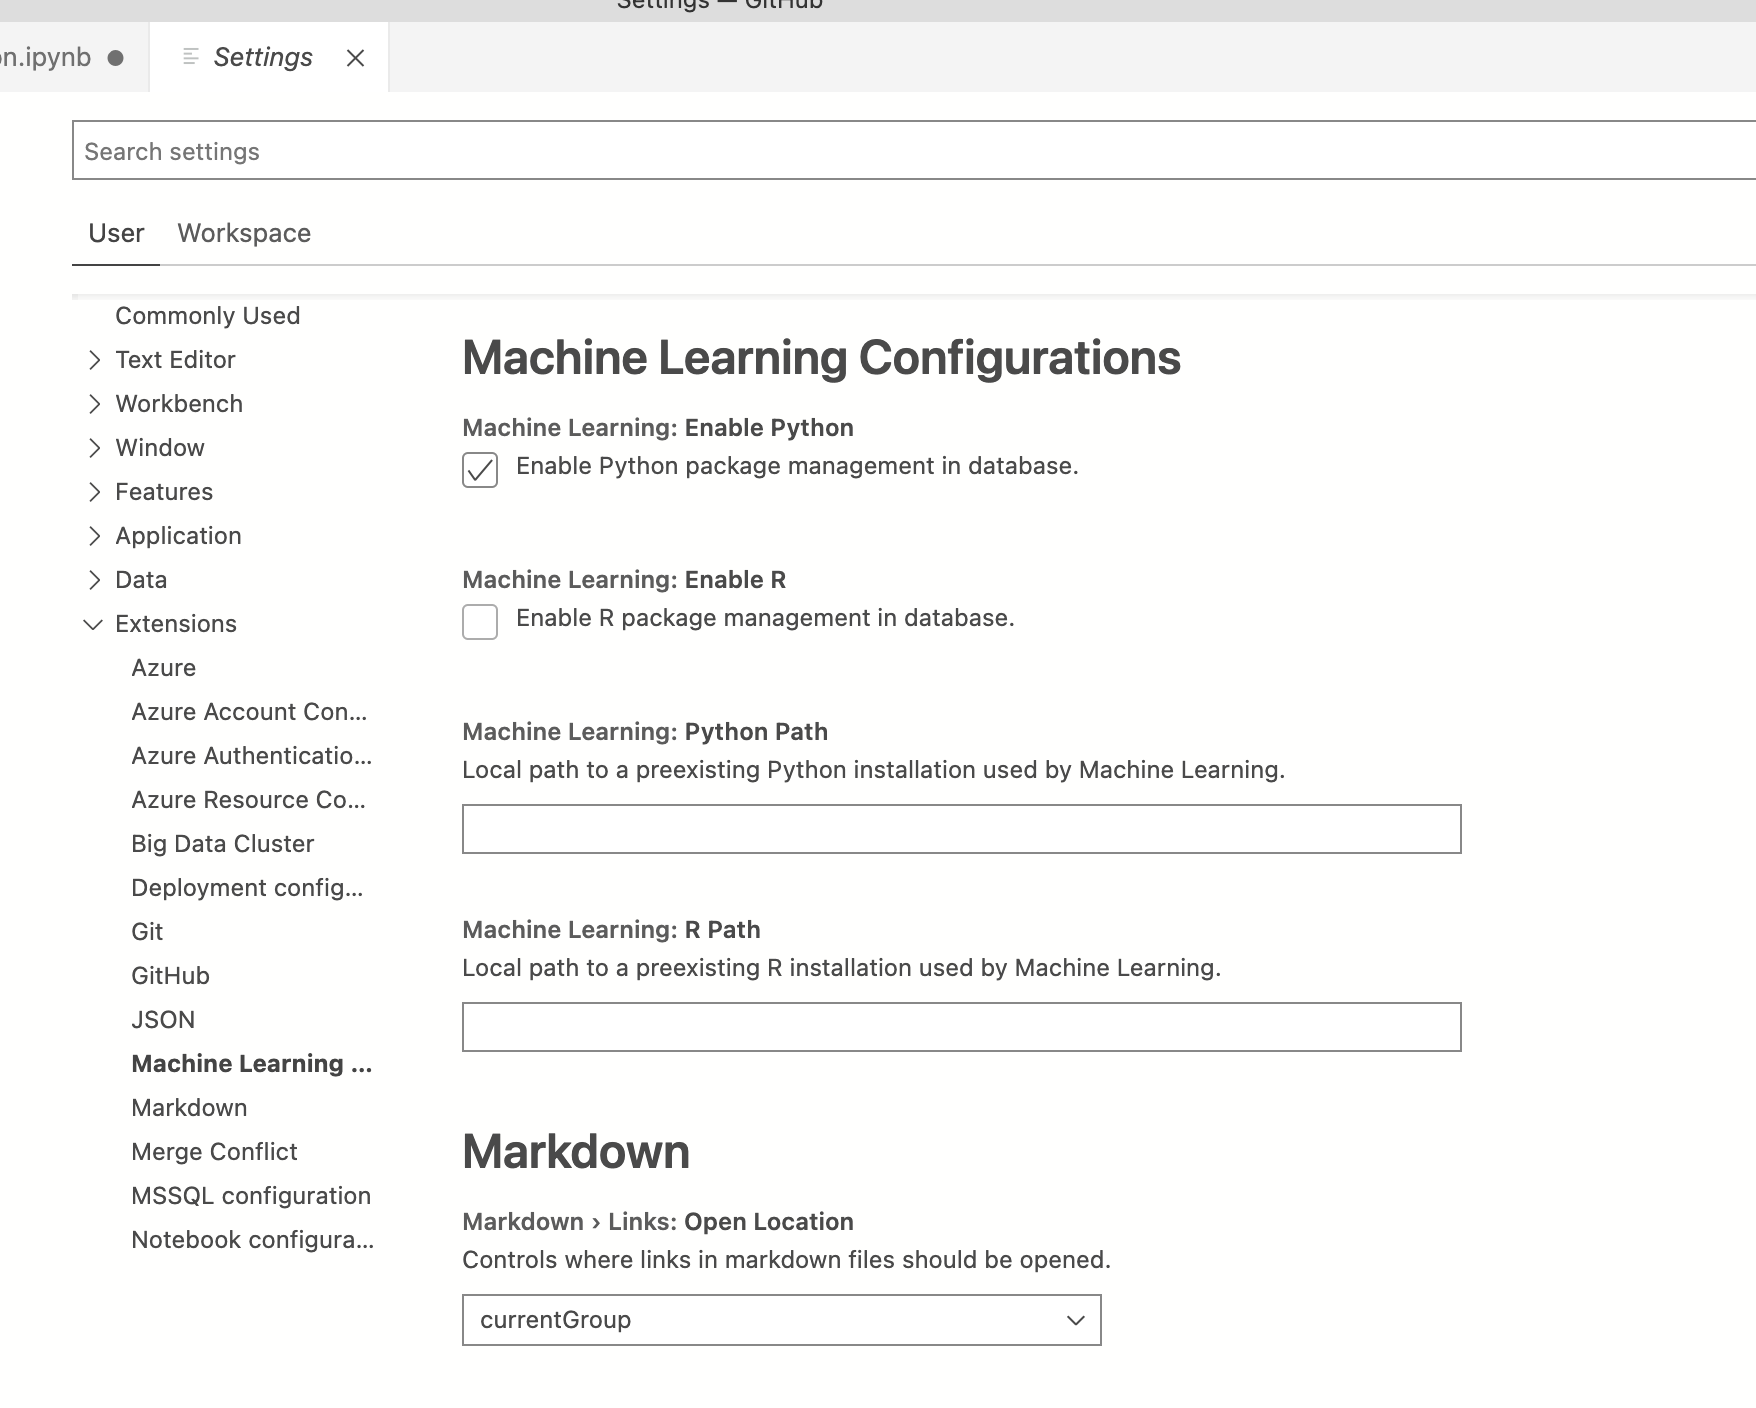 Settings — GitHub
on.ipynb
Settings
Search settings
User
Workspace
Commonly Used
Text Editor
Workbench
Window
Features
Application
Data
Extensions
Azure
Azure Account Con...
Azure Authenticatio...
Azure Resource Co...
Big Data Cluster
Deployment config...
Git
GitHub
JSON
Machine Learning ...
Markdown
Merge Conflict
MSSQL configuration
Notebook configura...
Machine Learning Configurations
Machine Learning: Enable Python
Enable Python package management in database.
Machine Learning: Enable R
Enable R package management in database.
Machine Learning: Python Path
Local path to a preexisting Python installation used by Machine Learning.
Machine Learning: R Path
Local path to a preexisting R installation used by Machine Learning.
Markdown
Markdown › Links: Open Location
Controls where links in markdown files should be opened.
currentGroup